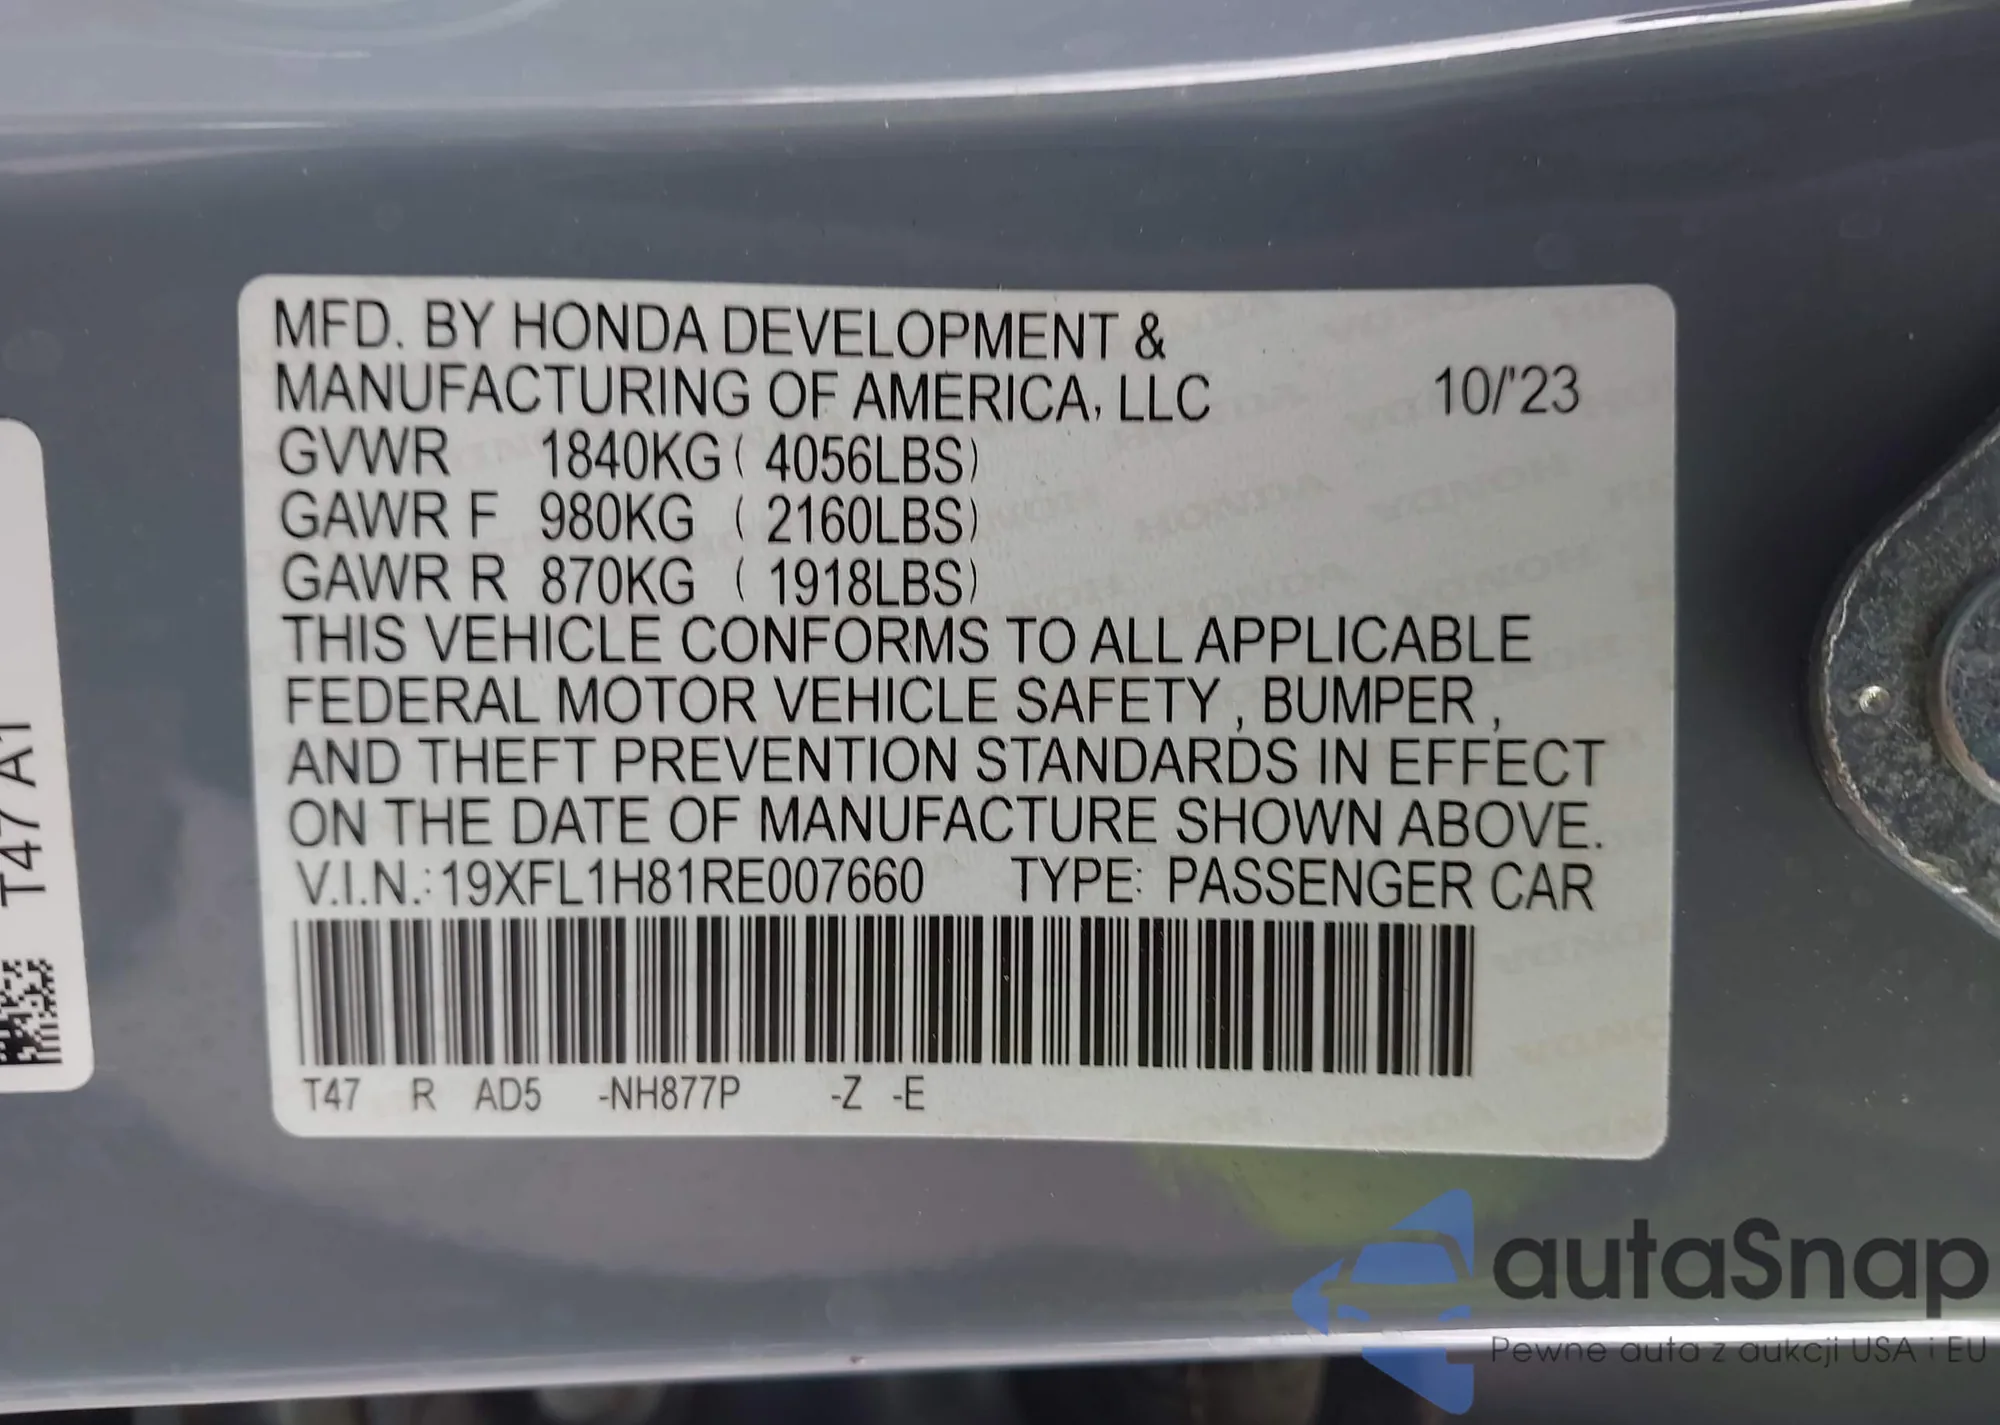 MFD. BY HONDA DEVELOPMENT &
MANUFACTURING OF AMERICA, LLC 10/'23
GVWR 1840KG ( 4056LBS)
GAWR F 980KG ( 2160LBS)
GAWR R 870KG ( 1918LBS)
THIS VEHICLE CONFORMS TO ALL APPLICABLE
FEDERAL MOTOR VEHICLE SAFETY , BUMPER ,
AND THEFT PREVENTION STANDARDS IN EFFECT
ON THE DATE OF MANUFACTURE SHOWN ABOVE.
V.I.N.:19XFL1H81RE007660 TYPE: PASSENGER CAR
T47 R AD5 -NH877P -Z -E
T47 A1
autaSnap
Pewne auta z aukcji USA i EU